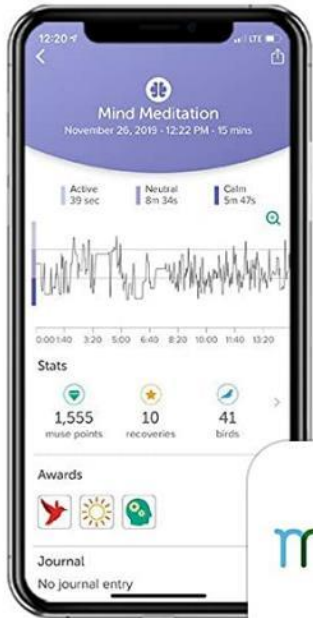 12:20
LTE
Mind Meditation
November 26, 2019 - 12:22 PM - 15 mins
Active
39 sec
Neutral
8m 34s
Calm
5m 47s
0:00 1:40 3:20 5:00 6:40 8:20 10:00 11:40 13:20
Stats
1,555
muse points
10
recoveries
41
birds
Awards
Journal
No journal entry